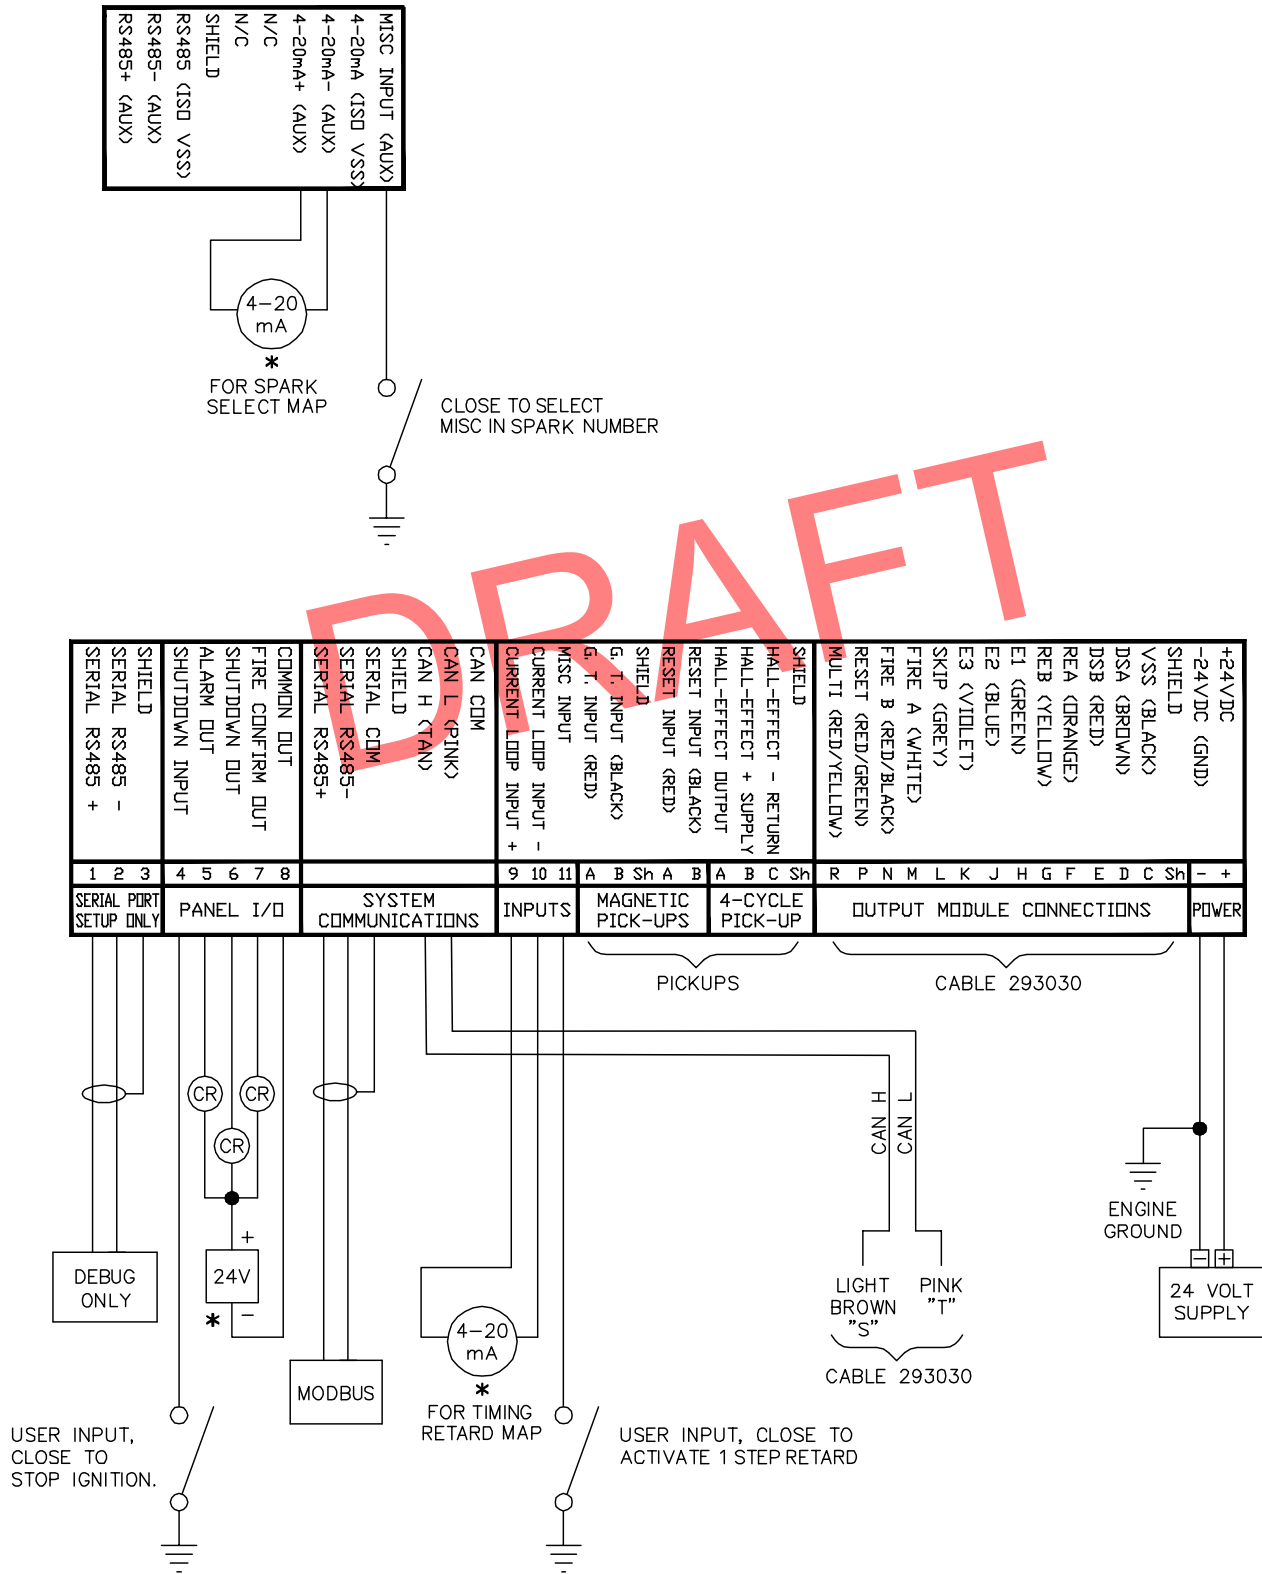 RS485+ (AUX)
RS485- (AUX)
RS485 (ISO VSS)
SHIELD
N/C
N/C
4-20mA+ (AUX)
4-20mA- (AUX)
4-20mA (ISO VSS)
MISC INPUT (AUX)
4-20
mA
*
FOR SPARK
SELECT MAP
CLOSE TO SELECT
MISC IN SPARK NUMBER
DRAFT
SERIAL RS485 +
SERIAL RS485 -
SHIELD
SHUTDOWN INPUT
ALARM OUT
SHUTDOWN OUT
FIRE CONFIRM OUT
COMMON OUT
SERIAL RS485+
SERIAL RS485-
SERIAL COM
SHIELD
CAN H (TAN)
CAN L (PINK)
CAN COM
CURRENT LOOP INPUT +
CURRENT LOOP INPUT -
MISC INPUT
G.T. INPUT (RED)
G.T. INPUT (BLACK)
SHIELD
RESET INPUT (RED)
RESET INPUT (BLACK)
HALL-EFFECT OUTPUT
HALL-EFFECT + SUPPLY
HALL-EFFECT - RETURN
SHIELD
MULTI (RED/YELLOW)
RESET (RED/GREEN)
FIRE B (RED/BLACK)
FIRE A (WHITE)
SKIP (GREY)
E3 (VIOLET)
E2 (BLUE)
E1 (GREEN)
REB (YELLOW)
REA (ORANGE)
DSB (RED)
DSA (BROWN)
VSS (BLACK)
SHIELD
-24VDC (GND)
+24VDC
1 2 3 4 5 6 7 8 9 10 11 A B Sh A B A B C Sh R P N M L K J H G F E D C Sh - +
SERIAL PORT
SETUP ONLY
PANEL I/O
SYSTEM
COMMUNICATIONS
INPUTS
MAGNETIC
PICK-UPS
4-CYCLE
PICK-UP
OUTPUT MODULE CONNECTIONS
POWER
PICKUPS
CABLE 293030
CR
CR
CR
CAN H
CAN L
ENGINE
GROUND
+
24V
-
*
DEBUG
ONLY
LIGHT
BROWN
"S"
PINK
"T"
CABLE 293030
- +
24 VOLT
SUPPLY
4-20
mA
*
FOR TIMING
RETARD MAP
MODBUS
USER INPUT,
CLOSE TO
STOP IGNITION.
USER INPUT, CLOSE TO
ACTIVATE 1 STEP RETARD